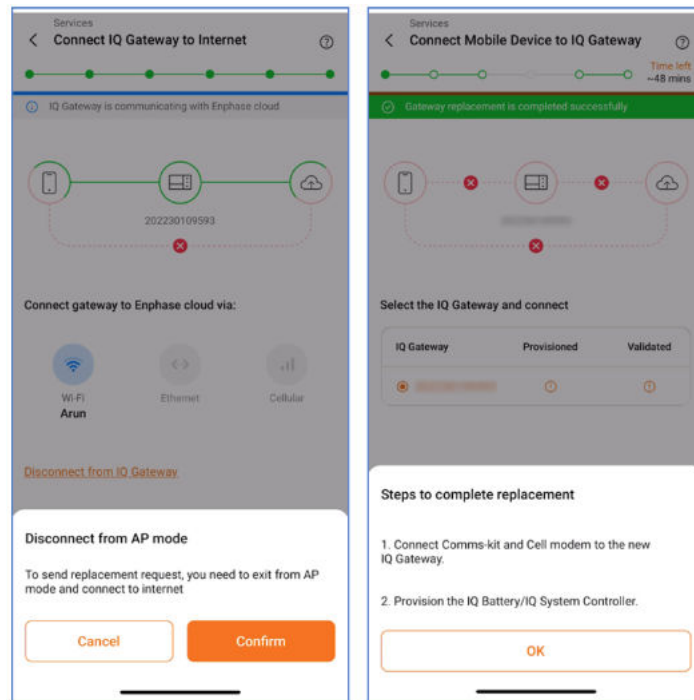 Services
Connect IQ Gateway to Internet
IQ Gateway is communicating with Enphase cloud
202230109593
Connect gateway to Enphase cloud via:
Wi-Fi
Ethernet
Cellular
Arun
Disconnect from IQ Gateway
Disconnect from AP mode
To send replacement request, you need to exit from AP
mode and connect to internet
Cancel
Confirm
Services
Connect Mobile Device to IQ Gateway
Time left
~48 mins
Gateway replacement is completed successfully
Select the IQ Gateway and connect
IQ Gateway
Provisioned
Validated
Steps to complete replacement
1. Connect Comms-kit and Cell modem to the new
IQ Gateway.
2. Provision the IQ Battery/IQ System Controller.
OK